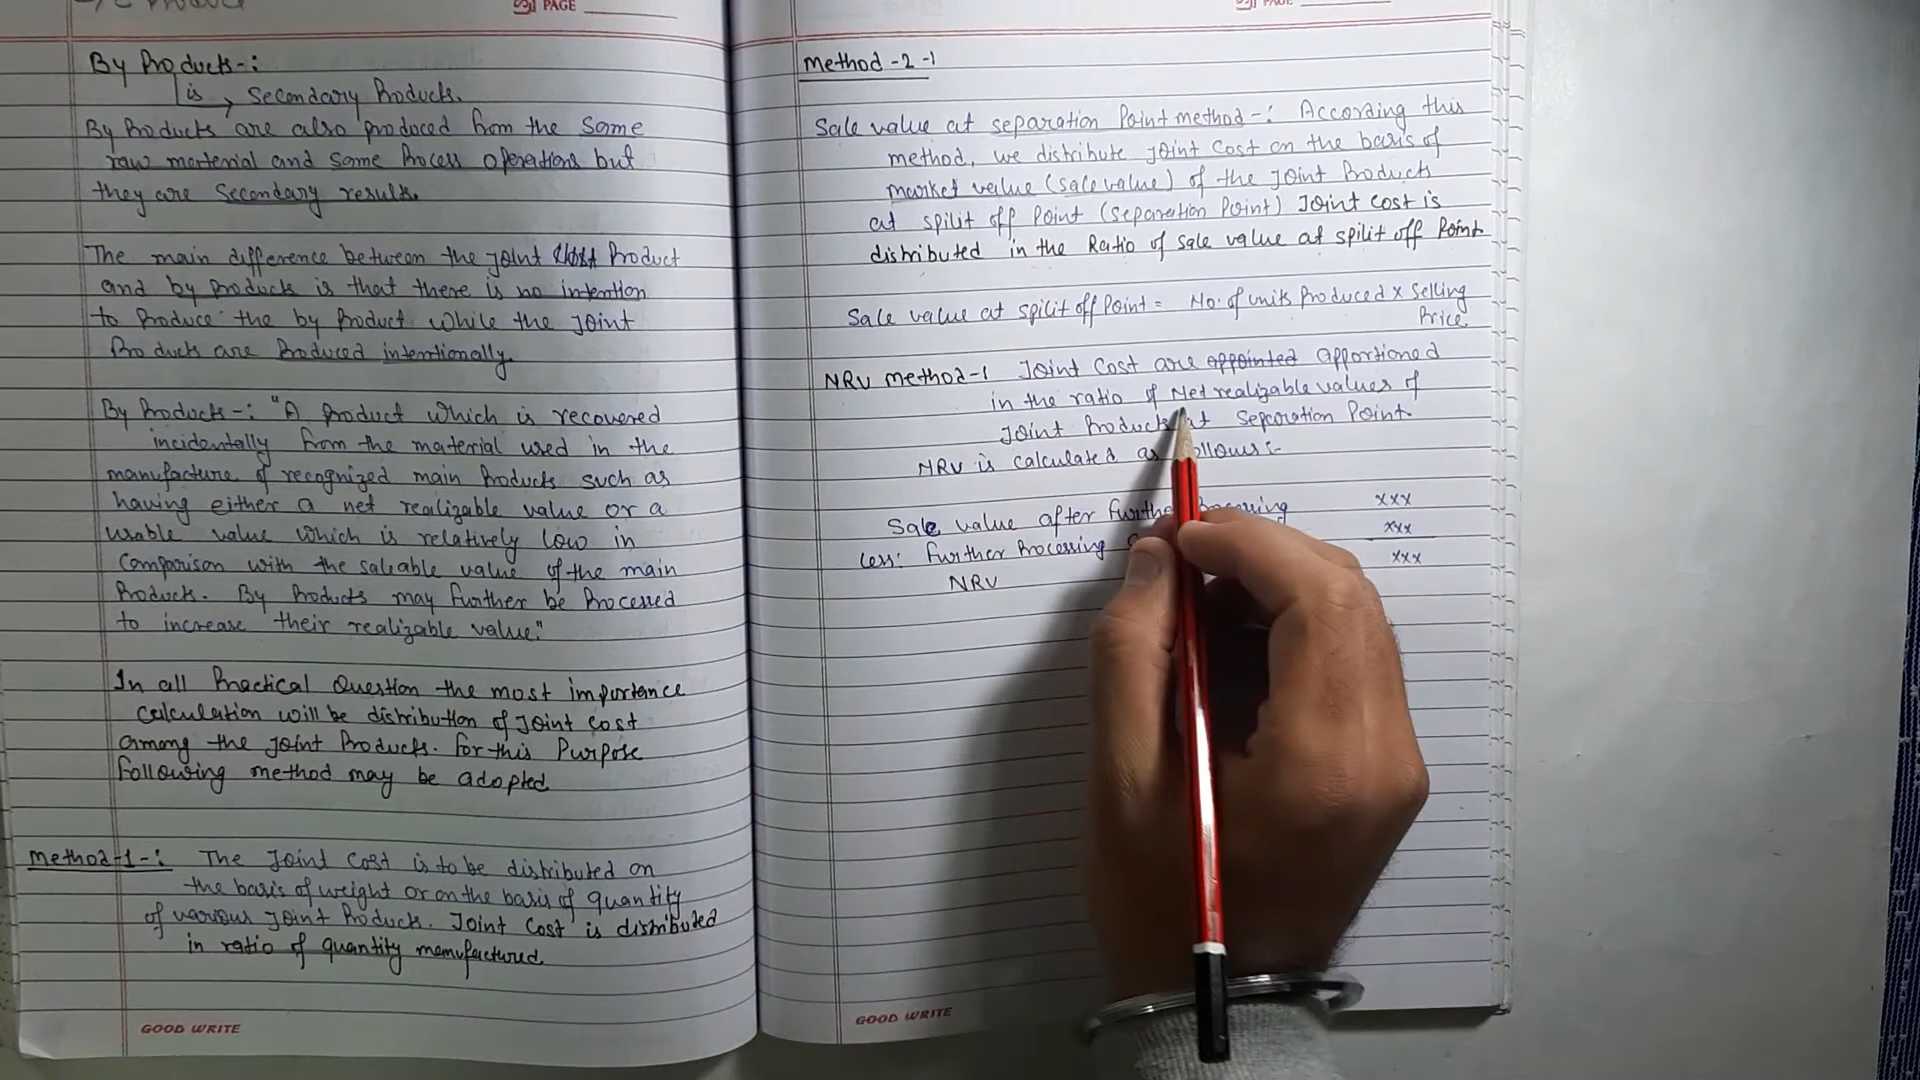 PAGE
By Products-:
is → Secondary Products.
By Products are also produced from the same
raw material and same Process operations but
they are Secondary results.
The main difference between the joint Product
and by products is that there is no intention
to Produce the by Product while the Joint
Products are Produced intentionally.
By Products-: "A Product which is recovered
incidentally from the material used in the
manufacture of recognized main Products such as
having either a net realizable value or a
usable value which is relatively low in
Comparison with the saleable value of the main
Products. By Products may Further be Processed
to increase their realizable value."
In all Practical Question the most importance
calculation will be distribution of Joint cost
among the joint Products. For this Purpose
Following method may be adopted
Method-1-: The Joint Cost is to be distributed on
the basis of weight or on the basis of quantity
of various Joint Products. Joint Cost is distributed
in ratio of quantity manufactured.
GOOD WRITE
PAGE
Method-2-1
Sale value at separation Point method-: According this
method, we distribute joint cost on the basis of
market value (sale value) of the joint Products
at spilit off Point (Separation Point) Joint cost is
distributed in the Ratio of sale value at spilit off Point
Sale value at spilit off Point = No. of units Produced x Selling
Price.
NRV method-1 Joint Cost are appointed apportioned
in the ratio of Net realizable values of
Joint Products at Separation Point.
NRV is calculated as follows:-
Sale value after Further Processing xxx
Less: Further Processing xxx
NRV xxx
GOOD WRITE